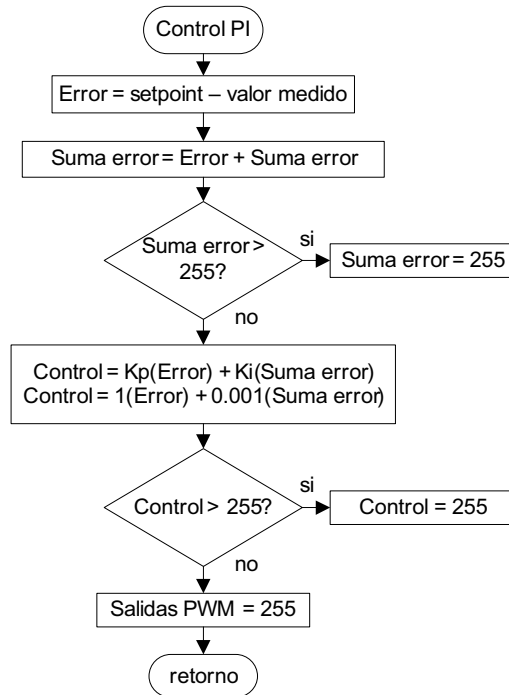 Control PI
Error = setpoint – valor medido
Suma error = Error + Suma error
Suma error >
255?
si
Suma error = 255
no
Control = Kp(Error) + Ki(Suma error)
Control = 1(Error) + 0.001(Suma error)
Control > 255?
si
Control = 255
no
Salidas PWM = 255
retorno